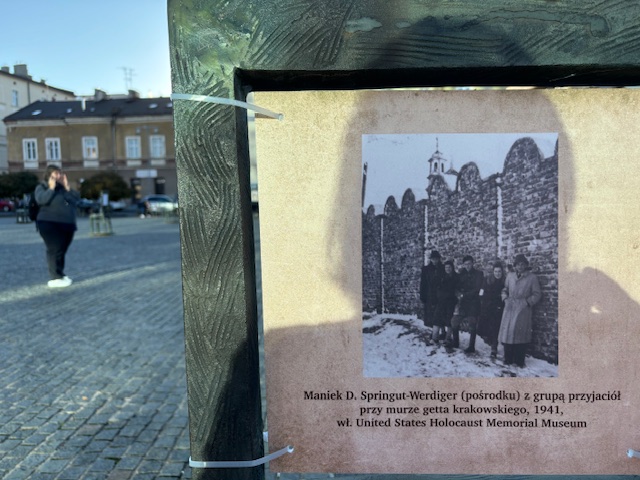 Maniek D. Springut-Werdiger (pośrodku) z grupą przyjaciół
przy murze getta krakowskiego, 1941,
wł. United States Holocaust Memorial Museum